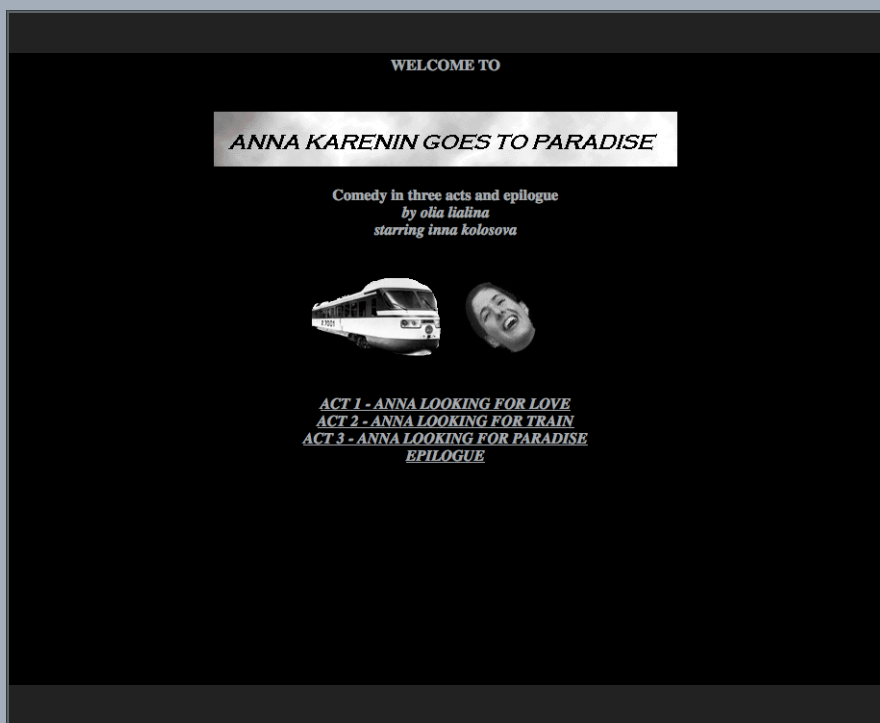 WELCOME TO
ANNA KARENIN GOES TO PARADISE
Comedy in three acts and epilogue
by olia lialina
starring inna kolosova
ACT 1 - ANNA LOOKING FOR LOVE
ACT 2 - ANNA LOOKING FOR TRAIN
ACT 3 - ANNA LOOKING FOR PARADISE
EPILOGUE